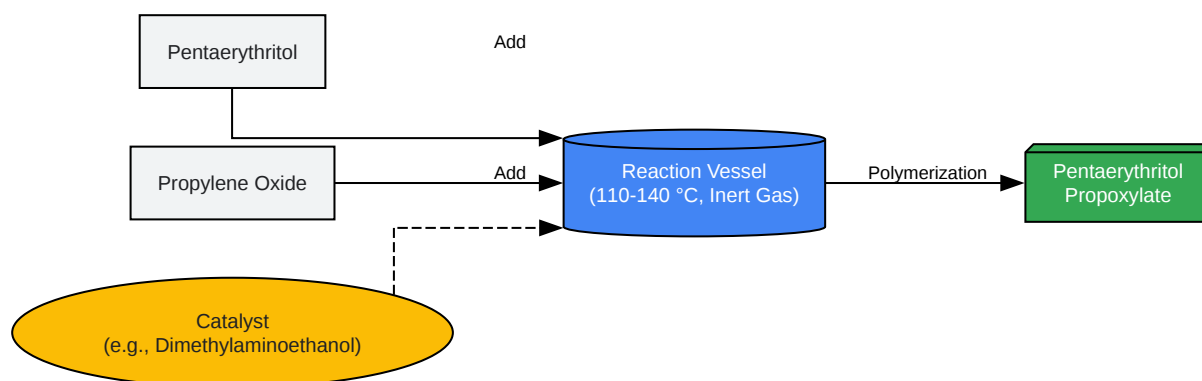 Add
Pentaerythritol
Propylene Oxide
Add
Reaction Vessel
(110-140 °C, Inert Gas)
Polymerization
Pentaerythritol
Propoxylate
Catalyst
(e.g., Dimethylaminoethanol)